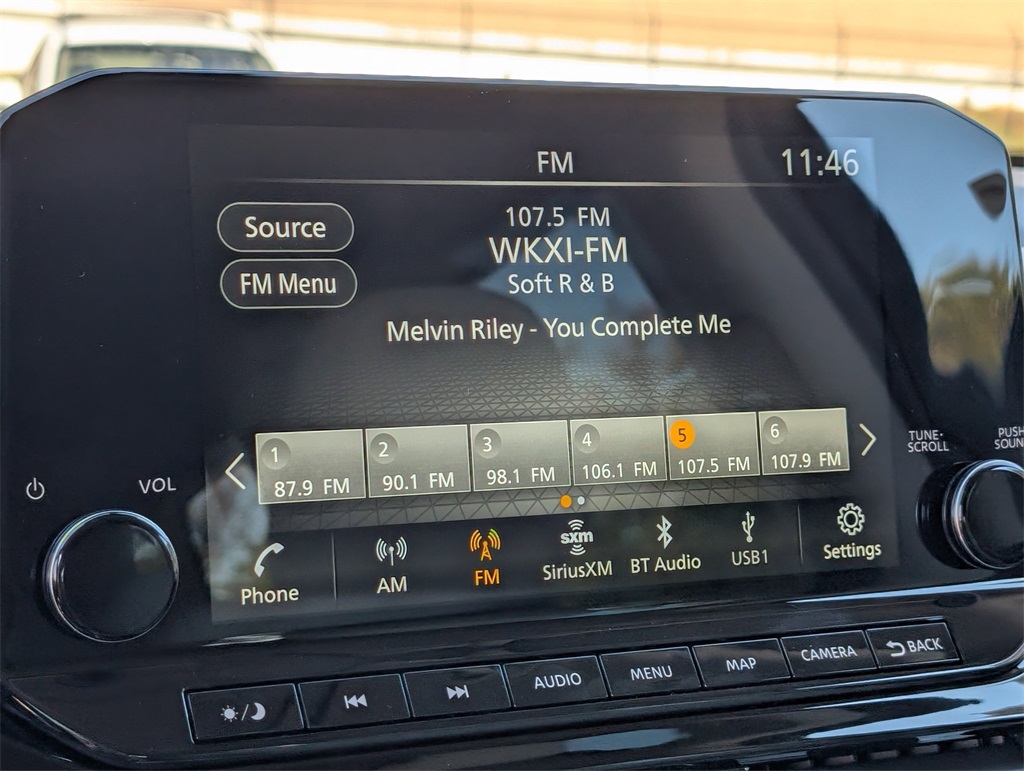 FM
11:46
Source
FM Menu
107.5 FM
WKXI-FM
Soft R & B
Melvin Riley - You Complete Me
1
87.9 FM
2
90.1 FM
3
98.1 FM
4
106.1 FM
5
107.5 FM
6
107.9 FM
VOL
TUNE·
SCROLL
PUSH
SOUN
Phone
AM
FM
sxm
SiriusXM
BT Audio
USB1
Settings
AUDIO
MENU
MAP
CAMERA
BACK